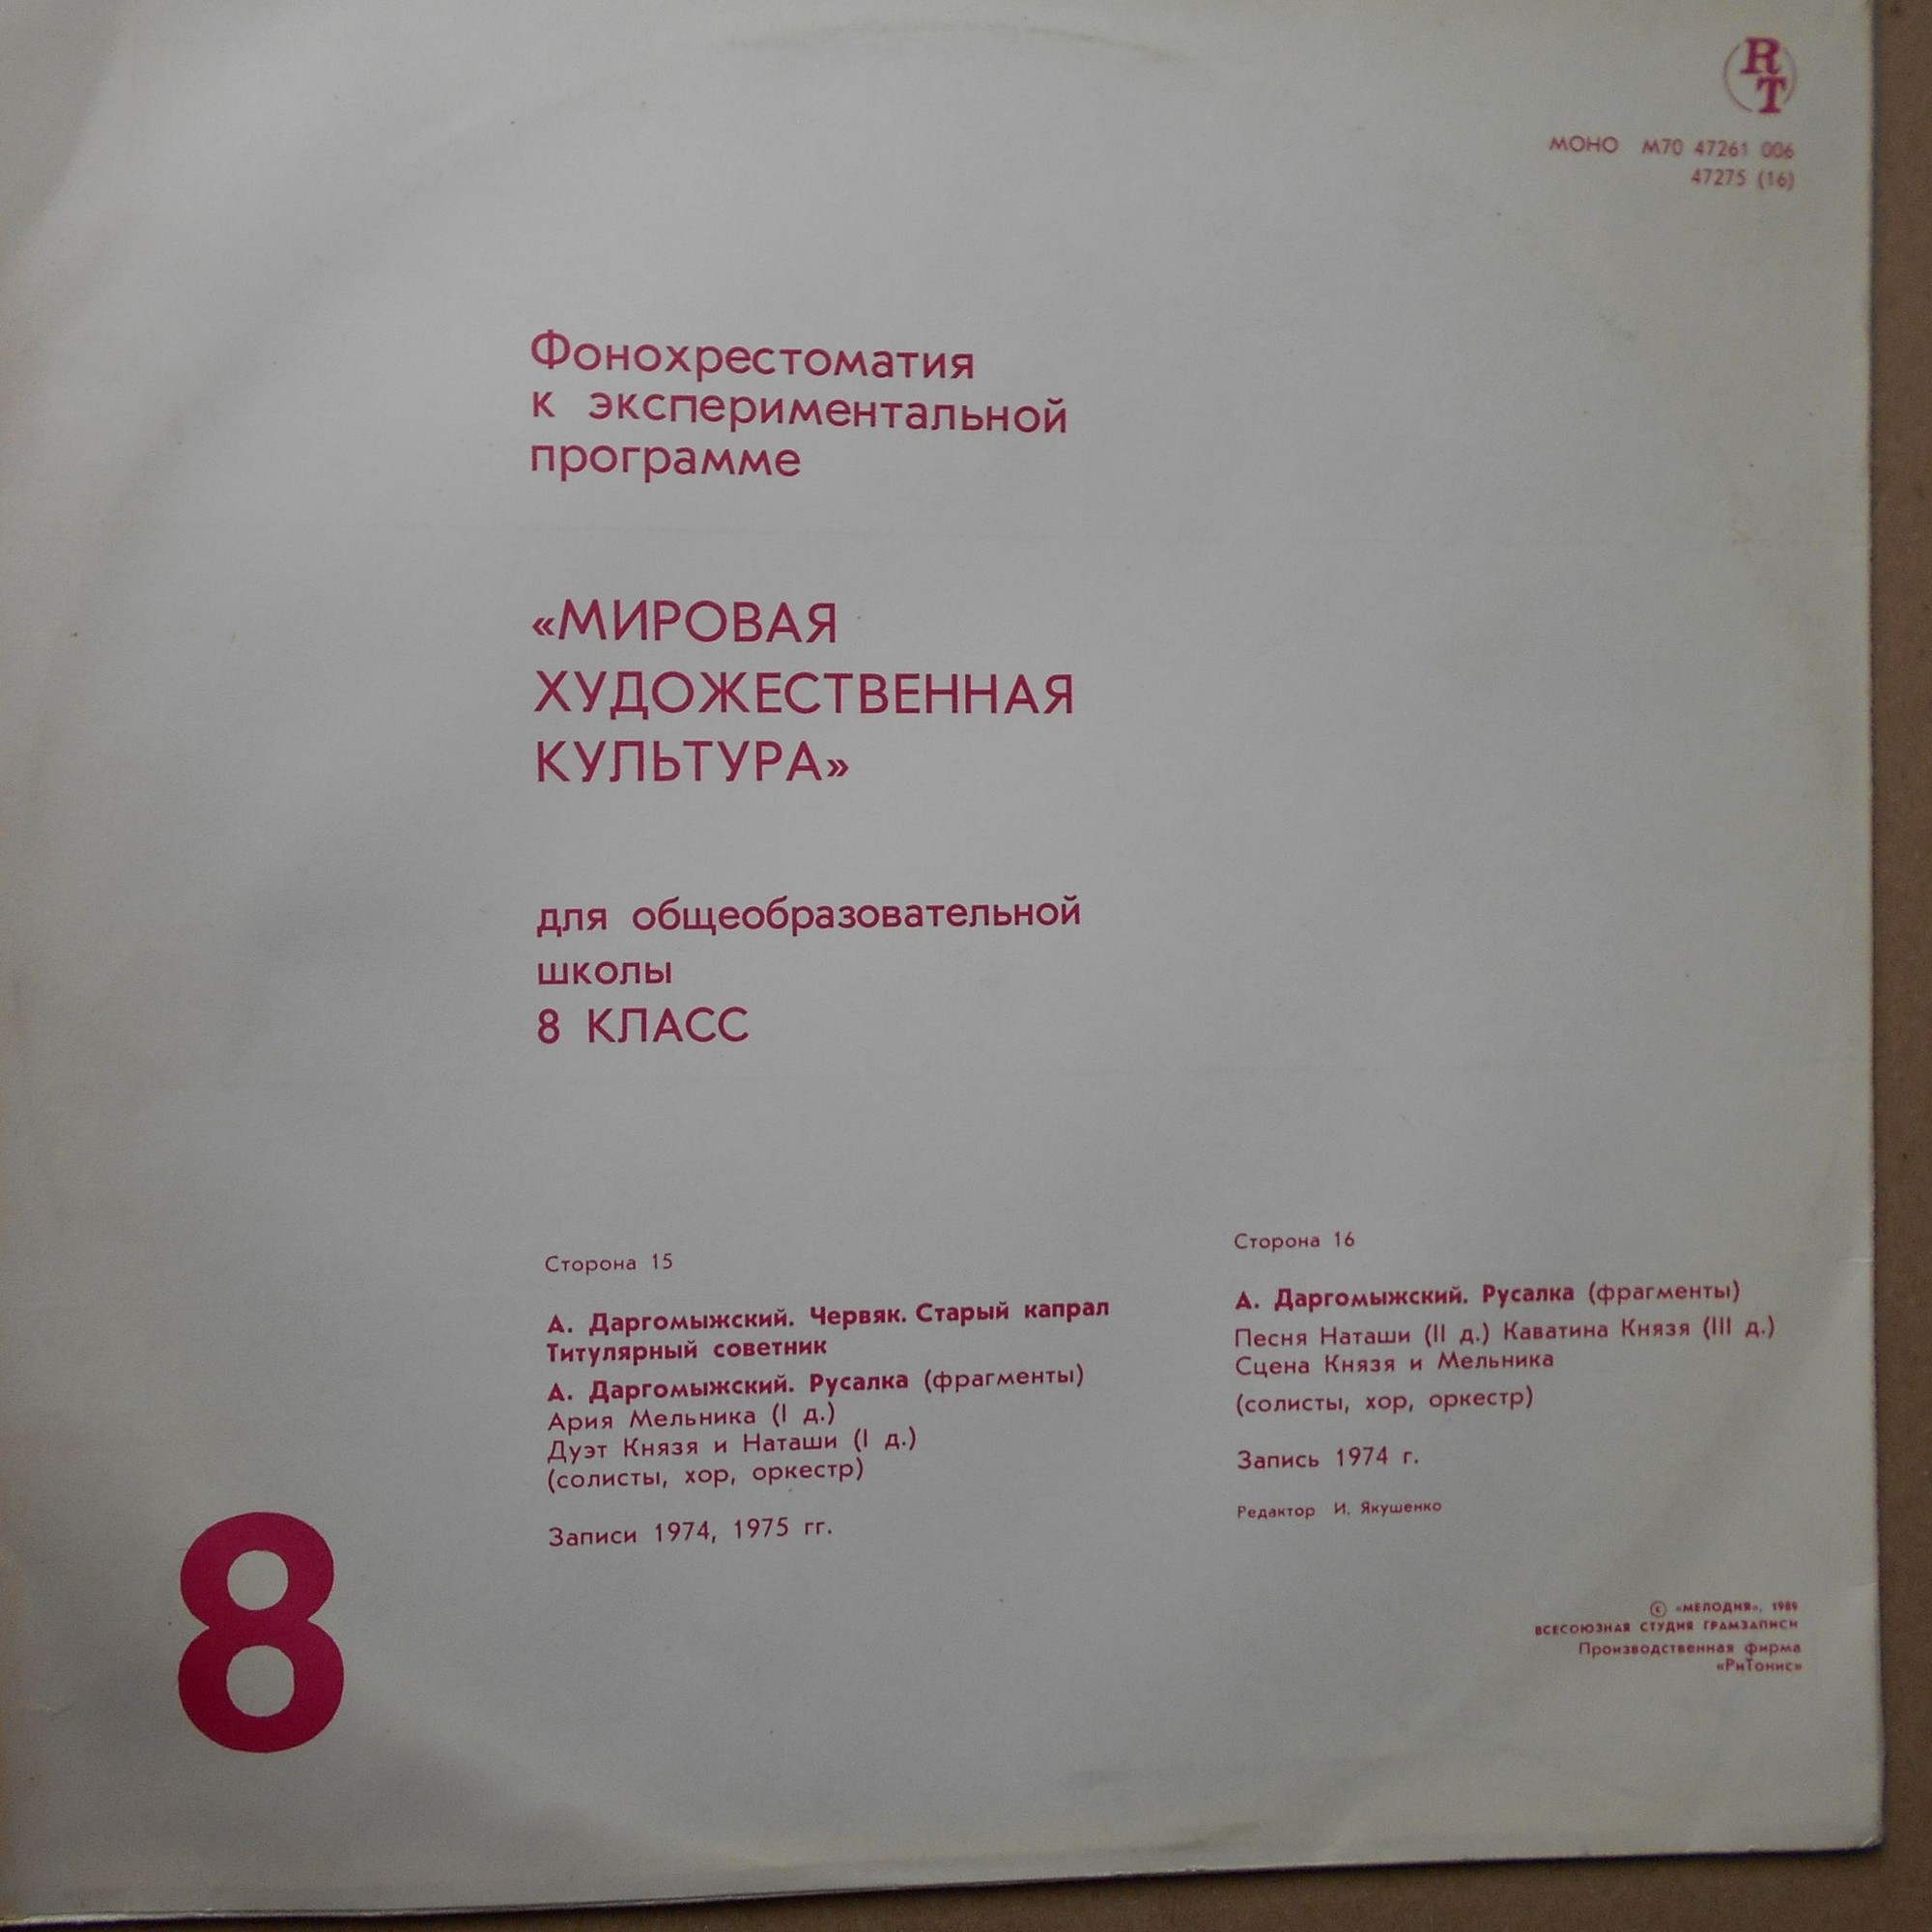 RT
МОНО М70 47261 006
47275 (16)
Фонохрестоматия
к экспериментальной
программе
«МИРОВАЯ
ХУДОЖЕСТВЕННАЯ
КУЛЬТУРА»
для общеобразовательной
школы
8 КЛАСС
Сторона 15
А. Даргомыжский. Червяк. Старый капрал
Титулярный советник
А. Даргомыжский. Русалка (фрагменты)
Ария Мельника (I д.)
Дуэт Князя и Наташи (I д.)
(солисты, хор, оркестр)
Записи 1974, 1975 гг.
Сторона 16
А. Даргомыжский. Русалка (фрагменты)
Песня Наташи (II д.) Каватина Князя (III д.)
Сцена Князя и Мельника
(солисты, хор, оркестр)
Запись 1974 г.
Редактор И. Якушенко
8
© «МЕЛОДИЯ», 1989
ВСЕСОЮЗНАЯ СТУДИЯ ГРАМЗАПИСИ
Производственная фирма
«РиТонис»